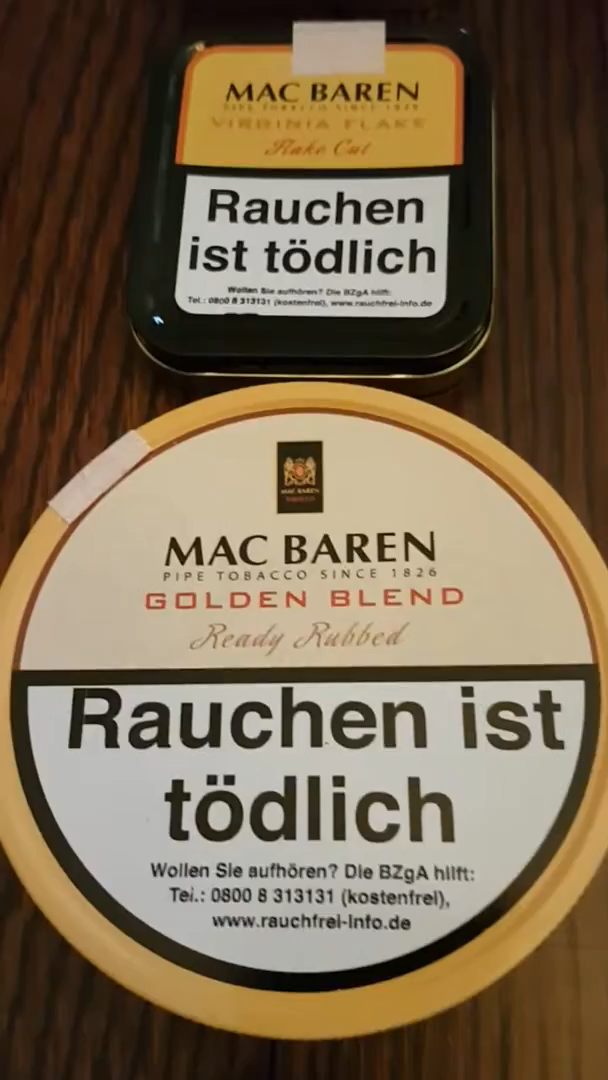 MAC BAREN
PIPE TOBACCO SINCE 1826
VIRGINIA FLAKE
Flake Cut
Rauchen
ist tödlich
Wollen Sie aufhören? Die BZgA hilft:
Tel.: 0800 8 313131 (kostenfrei), www.rauchfrei-info.de
MAC BAREN
MAC BAREN
PIPE TOBACCO SINCE 1826
GOLDEN BLEND
Ready Rubbed
Rauchen ist
tödlich
Wollen Sie aufhören? Die BZgA hilft:
Tel.: 0800 8 313131 (kostenfrei),
www.rauchfrei-info.de